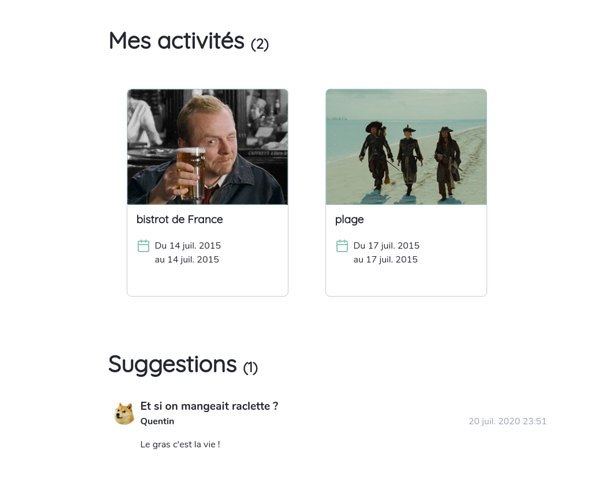 Mes activités (2)
bistrot de France
Du 14 juil. 2015
au 14 juil. 2015
plage
Du 17 juil. 2015
au 17 juil. 2015
Suggestions (1)
Et si on mangeait raclette ?
Quentin
20 juil. 2020 23:51
Le gras c'est la vie !